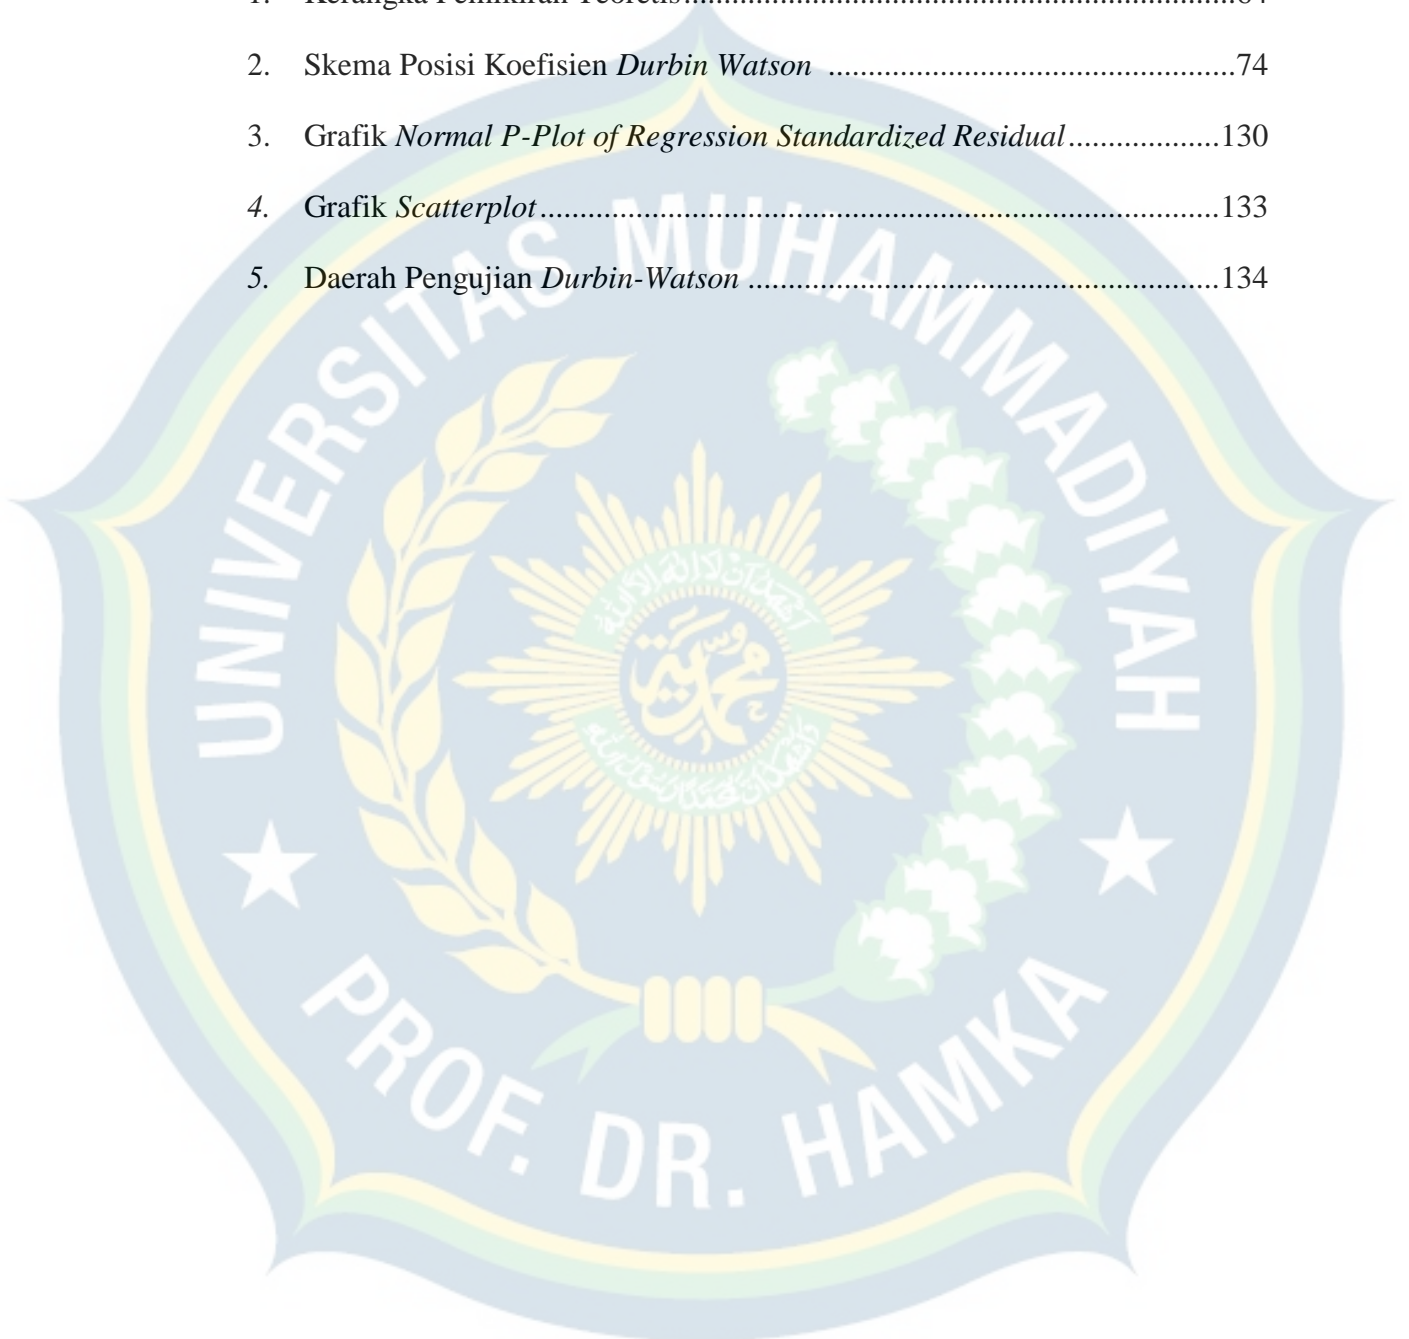 2. Skema Posisi Koefisien Durbin Watson ....................................................74
3. Grafik Normal P-Plot of Regression Standardized Residual...................130
4. Grafik Scatterplot.....................................................................................133
5. Daerah Pengujian Durbin-Watson ...........................................................134
UNIVERSITAS MUHAMMADIYAH
PROF. DR. HAMKA